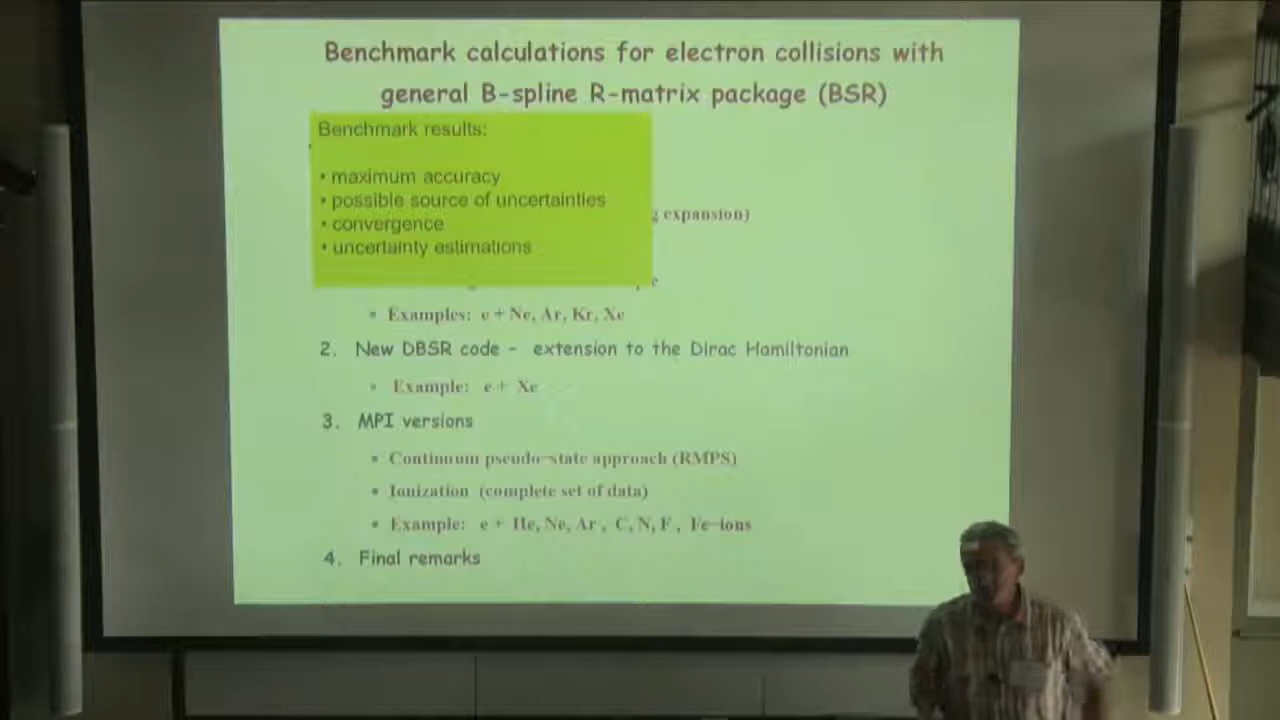 Benchmark calculations for electron collisions with
general B-spline R-matrix package (BSR)
Benchmark results:
• maximum accuracy
• possible source of uncertainties
• convergence
• uncertainty estimations
expansion)
• Examples: e + Ne, Ar, Kr, Xe
2. New DBSR code - extension to the Dirac Hamiltonian
• Example: e + Xe
3. MPI versions
• Continuum pseudo-state approach (RMPS)
• Ionization (complete set of data)
• Example: e + He, Ne, Ar , C, N, F , Fe-ions
4. Final remarks